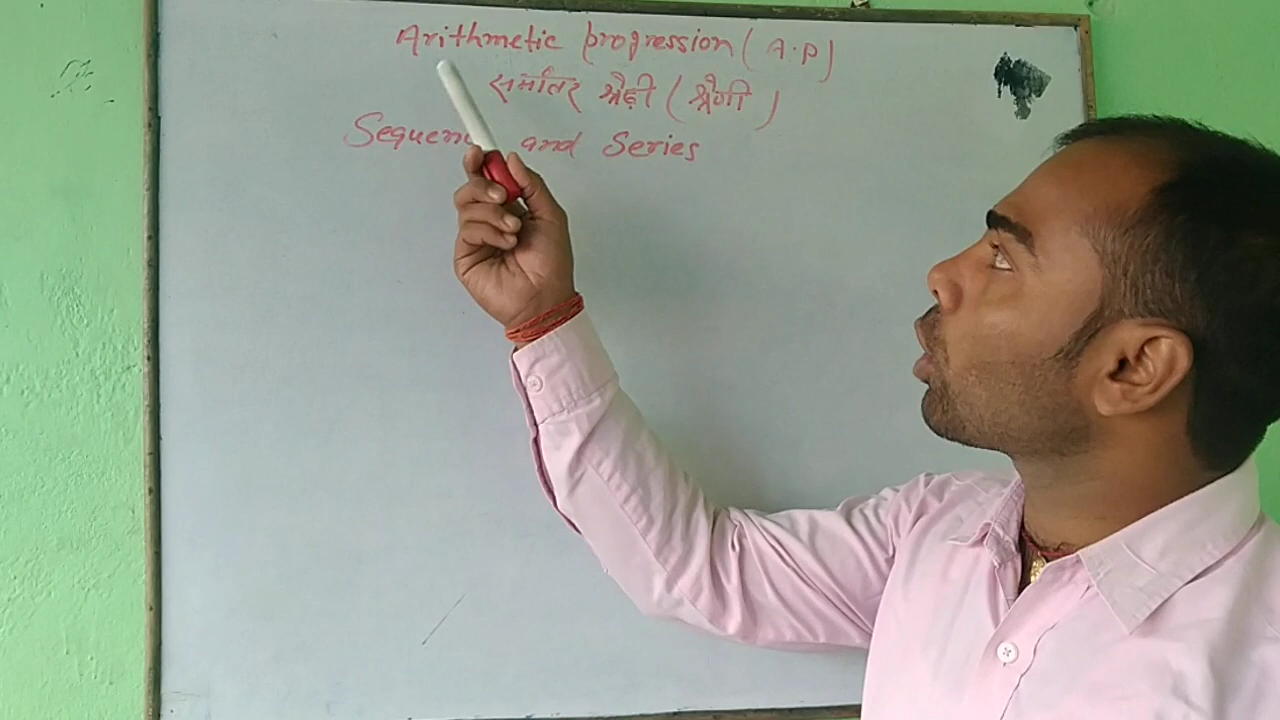 Arithmetic progression ( A.P)
समांतर श्रेढ़ी ( श्रेणी )
and Series